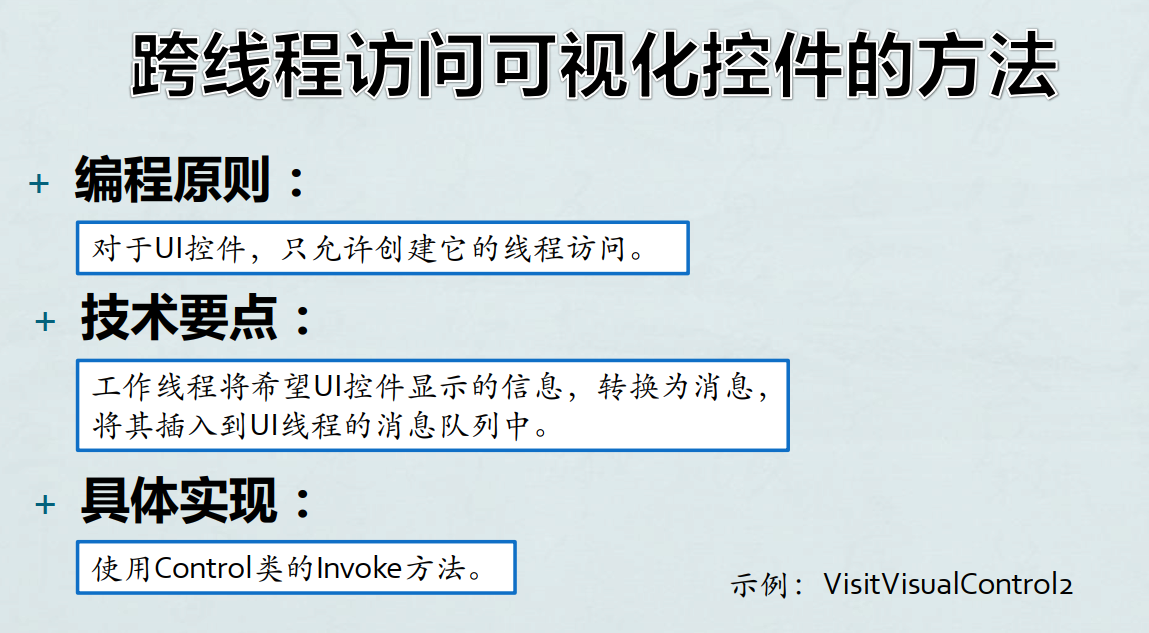 跨线程访问可视化控件的方法
+ 编程原则：
对于UI控件，只允许创建它的线程访问。
+ 技术要点：
工作线程将希望UI控件显示的信息，转换为消息，
将其插入到UI线程的消息队列中。
+ 具体实现：
使用Control类的Invoke方法。
示例：VisitVisualControl2